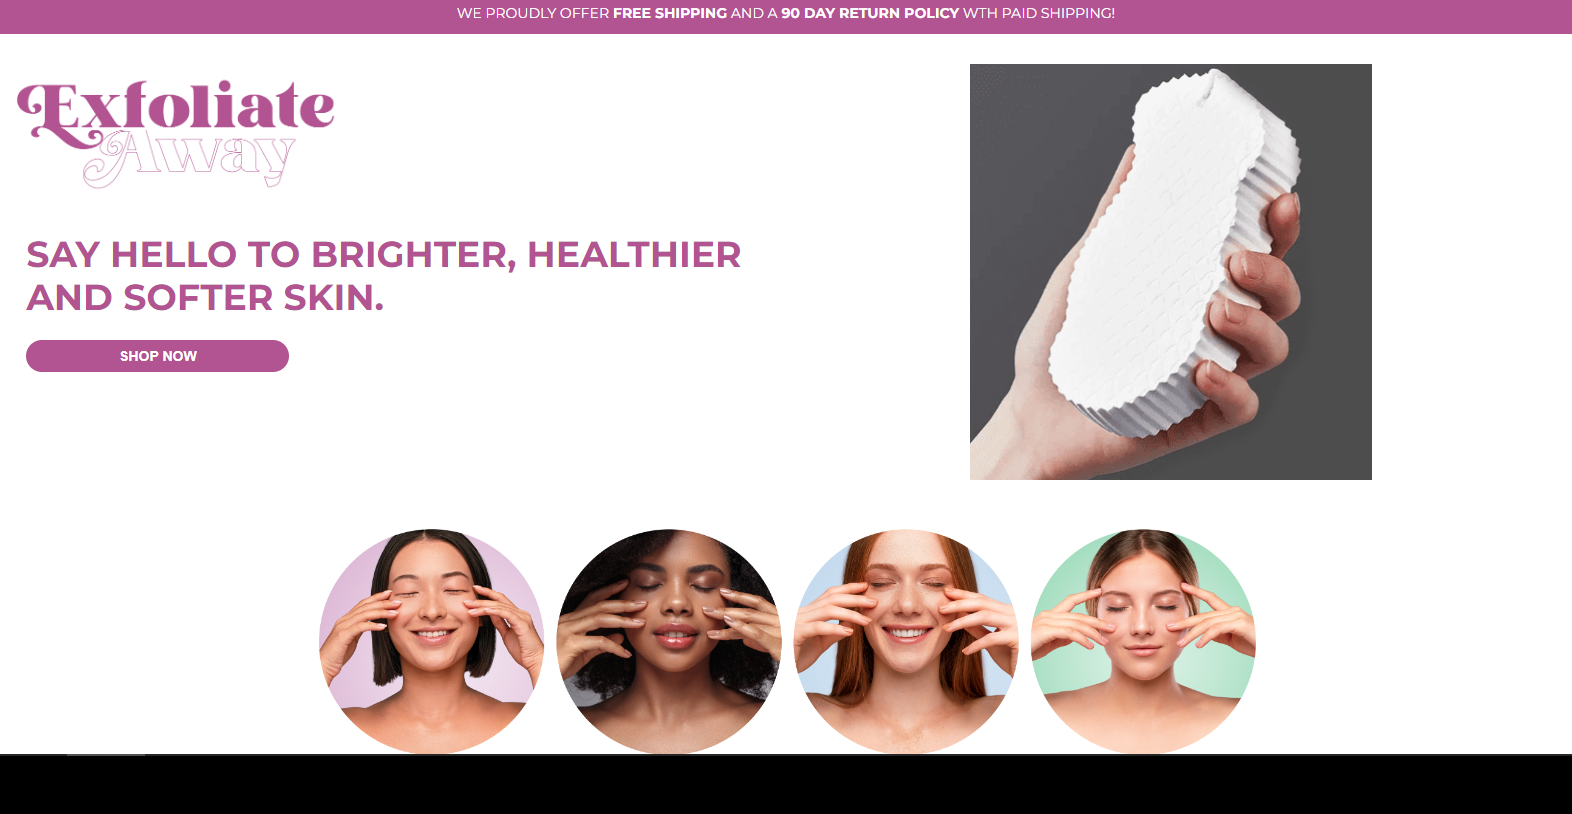 WE PROUDLY OFFER FREE SHIPPING AND A 90 DAY RETURN POLICY WTH PAID SHIPPING!
Exfoliate
Away
SAY HELLO TO BRIGHTER, HEALTHIER
AND SOFTER SKIN.
SHOP NOW